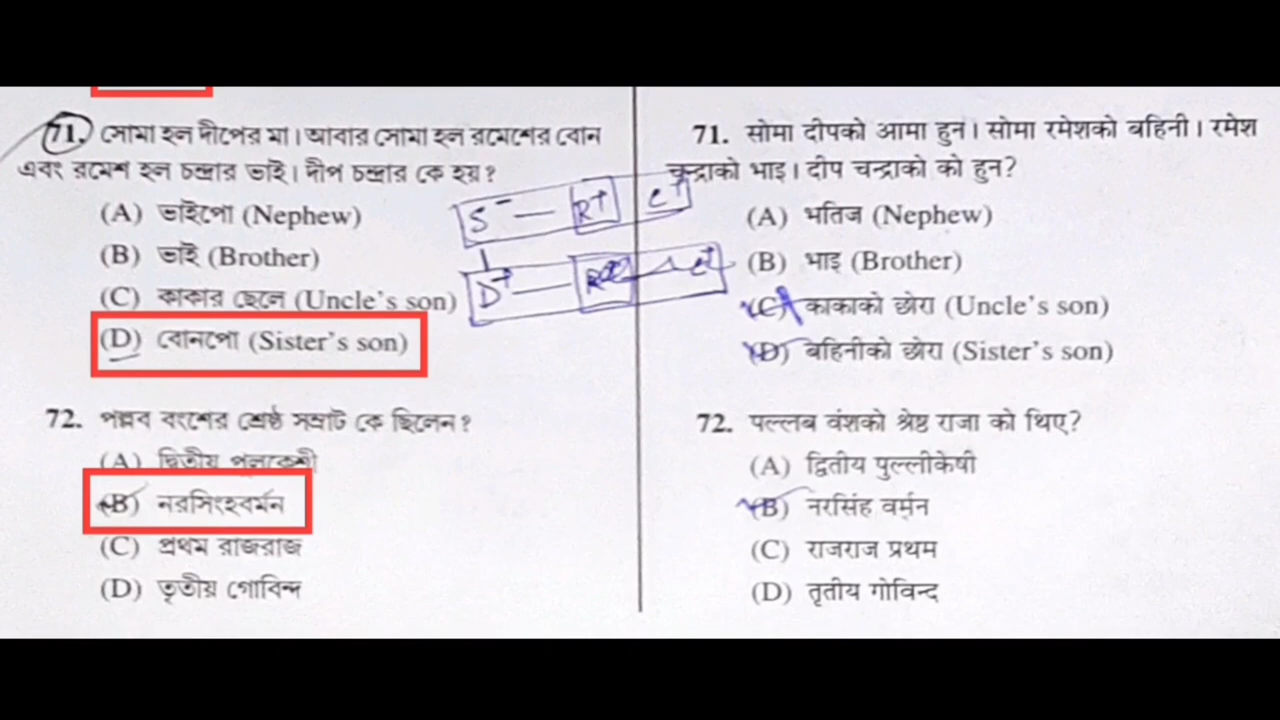 71. সোমা হল দীপের মা। আবার সোমা হল রমেশের বোন
এবং রমেশ হল চন্দ্রার ভাই। দীপ চন্দ্রার কে হয়?
(A) ভাইপো (Nephew)
(B) ভাই (Brother)
(C) কাকার ছেলে (Uncle's son)
(D) বোনপো (Sister's son)
S⁻ — R⁺ C⁺
D⁺ —
72. পল্লব বংশের শ্রেষ্ঠ সম্রাট কে ছিলেন?
(A) দ্বিতীয় পুলকেশী
(B) নরসিংহবর্মন
(C) প্রথম রাজরাজ
(D) তৃতীয় গোবিন্দ
71. सोमा दीपको आमा हुन। सोमा रमेशको बहिनी। रमेश
चन्द्राको भाइ। दीप चन्द्राको को हुन?
(A) भतिज (Nephew)
(B) भाइ (Brother)
(C) काकाको छोरा (Uncle's son)
(D) बहिनीको छोरा (Sister's son)
72. पल्लब वंशको श्रेष्ठ राजा को थिए?
(A) द्वितीय पुल्लीकेषी
(B) नरसिंह वर्मन
(C) राजराज प्रथम
(D) तृतीय गोविन्द